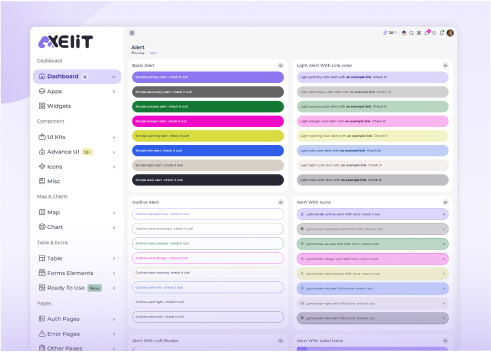 AXELIT
Dashboard
Dashboard 4
Apps
Widgets
Component
UI Kits
Advance UI 12+
Icons
Misc
Map & Charts
Map
Chart
Table & forms
Table
Forms Elements
Ready To Use New
Pages
Auth Pages
Error Pages
Other Pages
Alert
Alert
Basic Alert
Simple primary alert—check it out!
Simple secondary alert—check it out!
Simple success alert—check it out!
Simple danger alert—check it out!
Simple warning alert—check it out!
Simple info alert—check it out!
Simple light alert—check it out!
Simple dark alert—check it out!
Light Alert With Link color
Light primary color alert with an example link. Check it!
Light secondary color alert with an example link. Check it!
Light success color alert with an example link. Check it!
Light danger color alert with an example link. Check it!
Light warning color alert with an example link. Check it!
Light info color alert with an example link. Check it!
Light light color alert with an example link. Check it!
Light dark color alert with an example link. Check it!
Outline Alert
Outline alert primary—check it out!
Outline alert secondary—check it out!
Outline alert success—check it out!
Outline alert danger—check it out!
Outline alert warning—check it out!
Outline alert info—check it out!
Outline alert light—check it out!
Outline alert dark—check it out!
Alert With Icons
Light-border primary alert With icons check it out!
Light-border secondary alert With icons check it out!
Light-border success alert With icons check it out!
Light-border danger alert With icons check it out!
Light-border warning alert With icons check it out!
Light-border info alert With icons check it out!
Light-border light alert With icons check it out!
Light-border dark alert With icons check it out!
Alert With Left Border
Alert With Label Icons